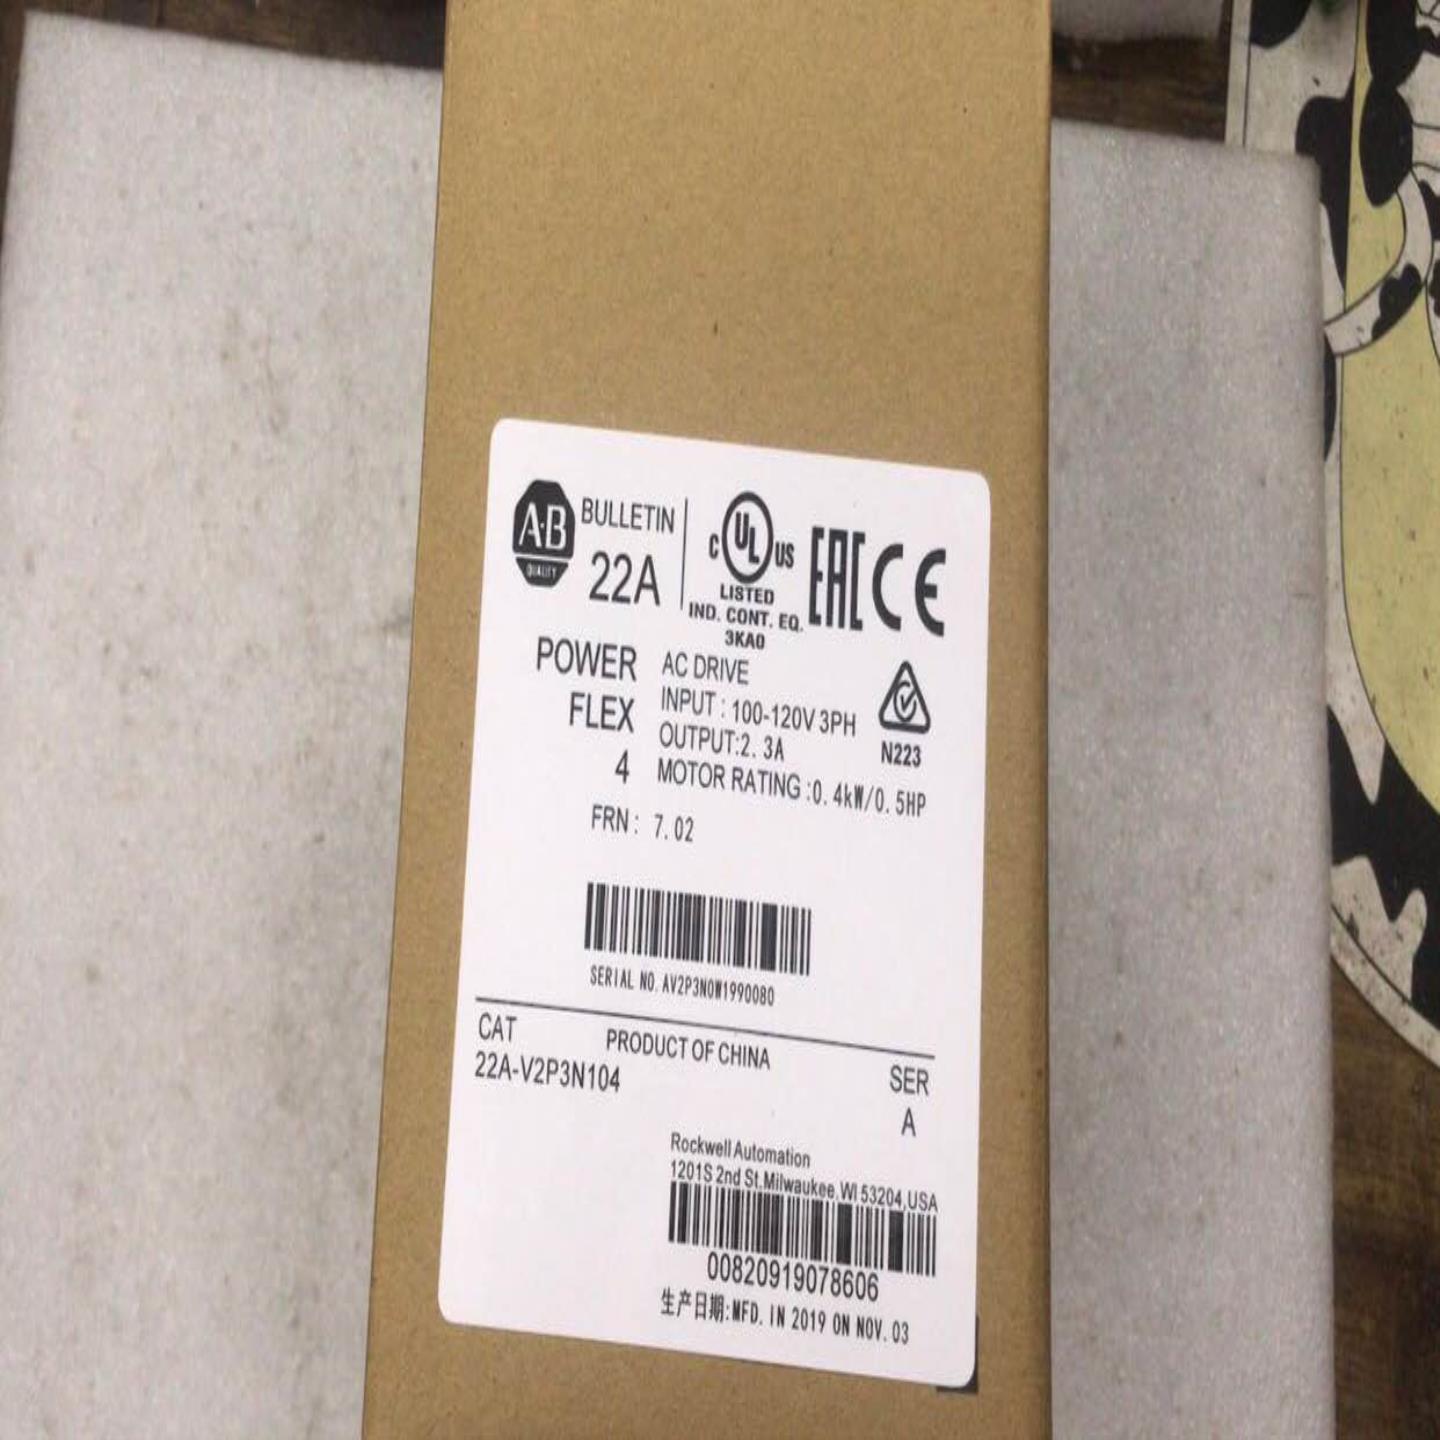 A·B
QUALITY
BULLETIN
22A
C UL US
LISTED
IND. CONT. EQ.
3KA0
EAC CE
POWER
FLEX
4
AC DRIVE
INPUT : 100-120V 3PH
OUTPUT:2. 3A
MOTOR RATING :0. 4kW/0. 5HP
N223
FRN : 7.02
SERIAL NO. AV2P3N0W1990080
CAT
22A-V2P3N104
PRODUCT OF CHINA
SER
A
Rockwell Automation
1201S 2nd St.Milwaukee,WI 53204,USA
00820919078606
生产日期:MFD. IN 2019 ON NOV. 03